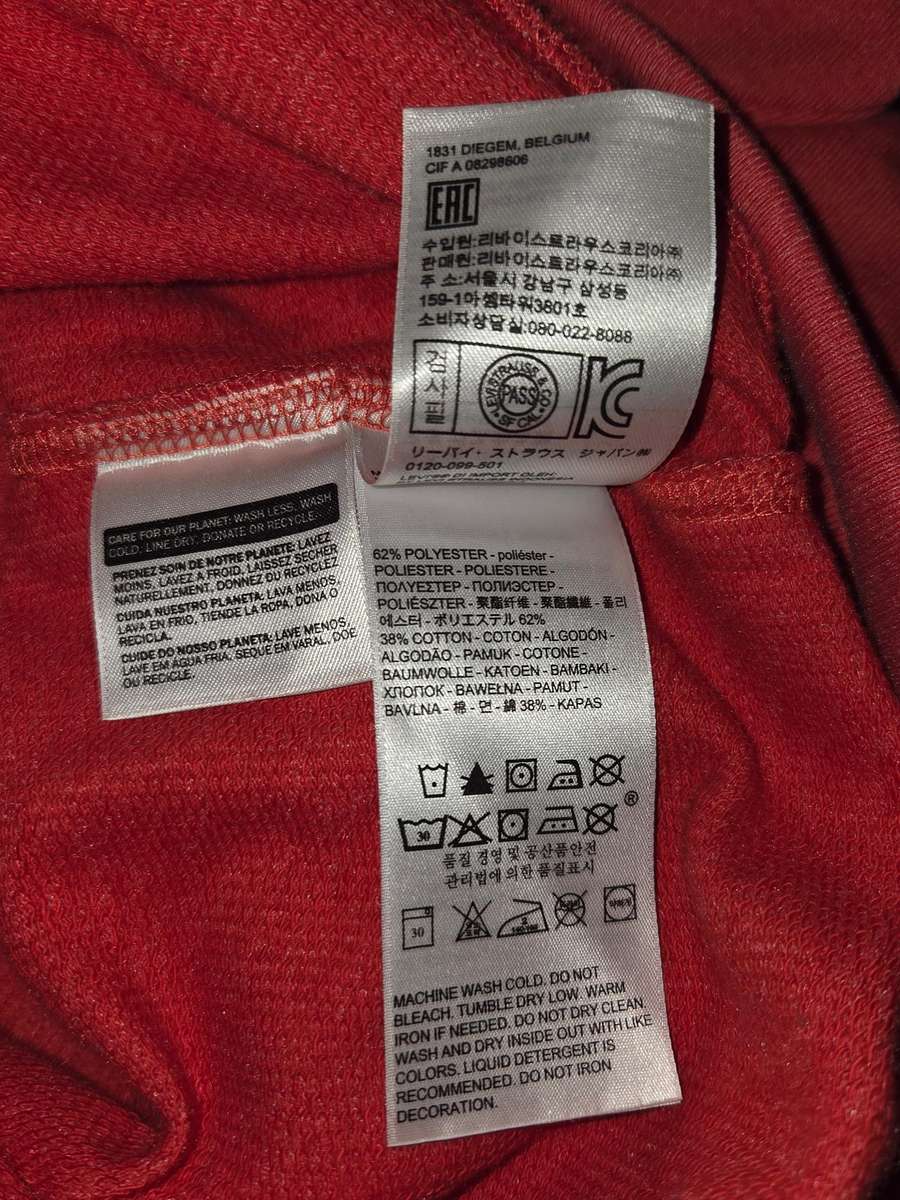 1831 DIEGEM, BELGIUM
CIF A 08298606
EAC
수입원:리바이스트라우스코리아㈜
판매원:리바이스트라우스코리아㈜
주 소:서울시 강남구 삼성동
159-1아셈타워3601호
소비자상담실:080-022-8088
검사필
LEVI STRAUSS & CO
PASS
SF CAL
KC
リーバイ・ストラウス ジャパン㈱
0120-099-501
CARE FOR OUR PLANET: WASH LESS, WASH
COLD, LINE DRY, DONATE OR RECYCLE.
PRENEZ SOIN DE NOTRE PLANÈTE: LAVEZ
MOINS, LAVEZ À FROID, LAISSEZ SÉCHER
NATURELLEMENT, DONNEZ OU RECYCLEZ
CUIDA NUESTRO PLANETA: LAVA MENOS,
LAVA EN FRÍO, TIENDE LA ROPA, DONA O
RECICLA.
CUIDE DO NOSSO PLANETA: LAVE MENOS,
LAVE EM ÁGUA FRIA, SEQUE EM VARAL, DOE
OU RECICLE.
62% POLYESTER - poliéster -
POLIESTER - POLIESTERE -
ΠΟΛΥΕΣΤΕΡ - ПОЛИЭСТЕР -
POLIÉSZTER - 聚酯纤维 - 聚酯纖維 - 폴리
에스터 - ポリエステル 62%
38% COTTON - COTON - ALGODÓN -
ALGODÃO - PAMUK - COTONE -
BAUMWOLLE - KATOEN - BAMBAKI -
ХЛОПОК - BAWEŁNA - PAMUT -
BAVLNA - 棉 - 면 - 綿 38% - KAPAS
30
®
품질 경영 및 공산품안전
관리법에 의한 품질표시
30
MACHINE WASH COLD. DO NOT
BLEACH. TUMBLE DRY LOW. WARM
IRON IF NEEDED. DO NOT DRY CLEAN.
WASH AND DRY INSIDE OUT WITH LIKE
COLORS. LIQUID DETERGENT IS
RECOMMENDED. DO NOT IRON
DECORATION.